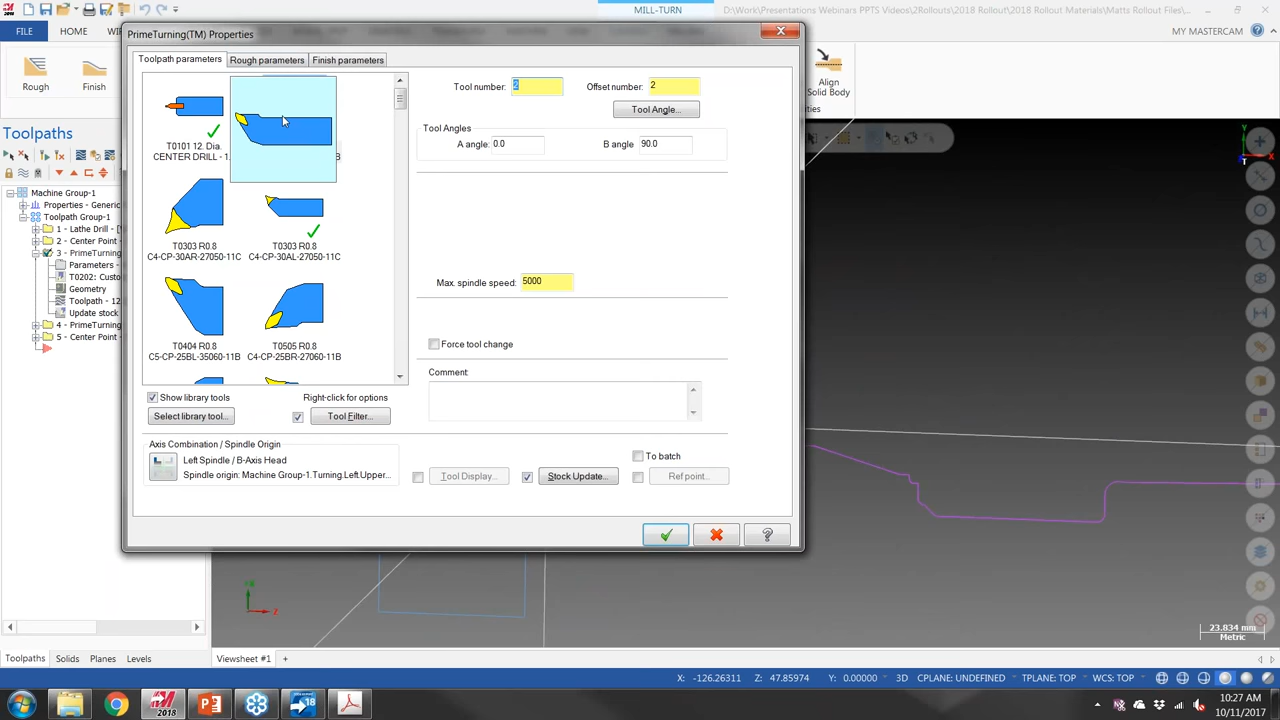 2018
MILL-TURN
D:\Work\Presentations Webinars PPTS Videos\2Rollouts\2018 Rollout\2018 Rollout Materials\Matts Rollout Files\...
FILE
HOME
MY MASTERCAM
Rough
Finish
Align
Solid Body
PrimeTurning(TM) Properties
Toolpath parameters
Rough parameters
Finish parameters
T0101 12. Dia.
CENTER DRILL - 1.
T0303 R0.8
C4-CP-30AR-27050-11C
T0303 R0.8
C4-CP-30AL-27050-11C
T0404 R0.8
C5-CP-25BL-35060-11B
T0505 R0.8
C4-CP-25BR-27060-11B
Show library tools
Right-click for options
Select library tool...
Tool Filter...
Axis Combination / Spindle Origin
Left Spindle / B-Axis Head
Spindle origin: Machine Group-1.Turning.Left.Upper...
Tool number:
2
Offset number:
2
Tool Angle...
Tool Angles
A angle:
0.0
B angle
90.0
Max. spindle speed:
5000
Force tool change
Comment:
To batch
Tool Display...
Stock Update...
Ref point...
Toolpaths
Machine Group-1
Properties - Generic
Toolpath Group-1
1 - Lathe Drill - [
2 - Center Point
3 - PrimeTurning
Parameters -
T0202: Custo
Geometry
Toolpath - 12
Update stock
4 - PrimeTurning
5 - Center Point
Toolpaths
Solids
Planes
Levels
Viewsheet #1
23.834 mm
Metric
X: -126.26311
Z: 47.85974
Y: 0.00000
3D
CPLANE: UNDEFINED
TPLANE: TOP
WCS: TOP
10:27 AM
10/11/2017